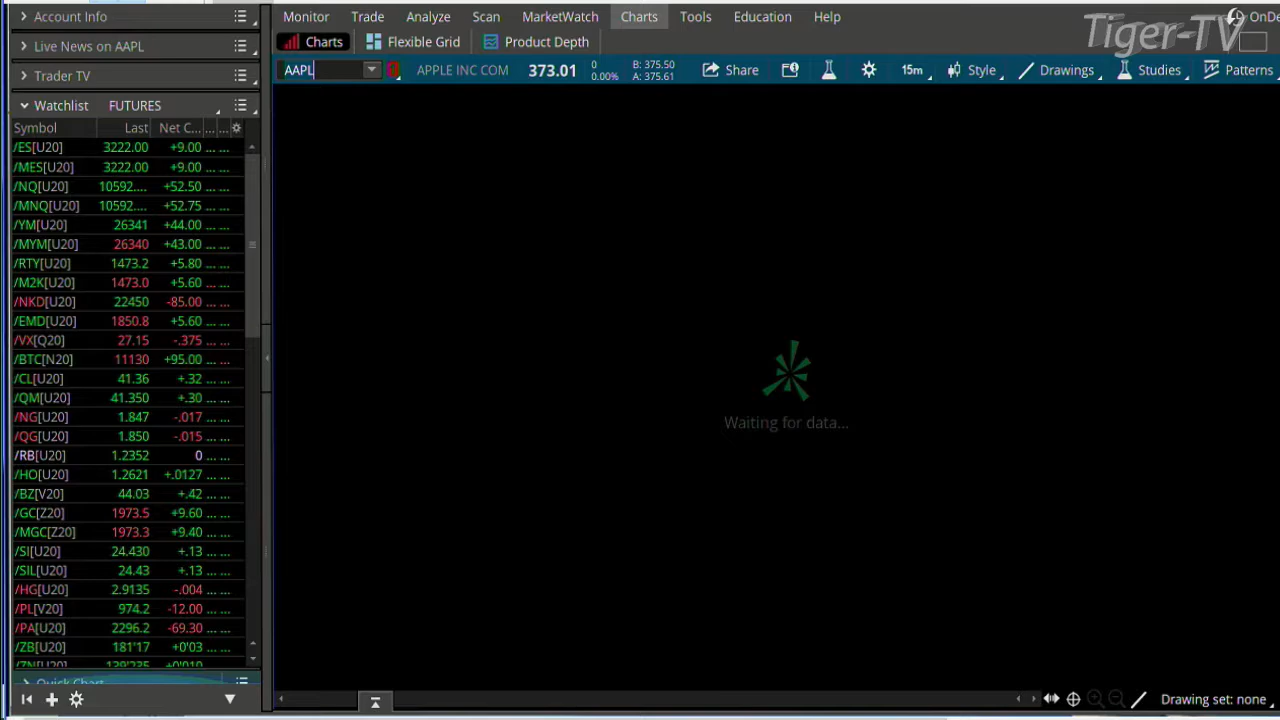 Account Info
Live News on AAPL
Trader TV
Watchlist FUTURES
Symbol Last Net C... ... ...
/ES[U20] 3222.00 +9.00 ... ...
/MES[U20] 3222.00 +9.00 ... ...
/NQ[U20] 10592.... +52.50 ... ...
/MNQ[U20] 10592.... +52.75 ... ...
/YM[U20] 26341 +44.00 ... ...
/MYM[U20] 26340 +43.00 ... ...
/RTY[U20] 1473.2 +5.80 ... ...
/M2K[U20] 1473.0 +5.60 ... ...
/NKD[U20] 22450 -85.00 ... ...
/EMD[U20] 1850.8 +5.60 ... ...
/VX[Q20] 27.15 -.375 ... ...
/BTC[N20] 11130 +95.00 ... ...
/CL[U20] 41.36 +.32 ... ...
/QM[U20] 41.350 +.30 ... ...
/NG[U20] 1.847 -.017 ... ...
/QG[U20] 1.850 -.015 ... ...
/RB[U20] 1.2352 0 ... ...
/HO[U20] 1.2621 +.0127 ... ...
/BZ[V20] 44.03 +.42 ... ...
/GC[Z20] 1973.5 +9.60 ... ...
/MGC[Z20] 1973.3 +9.40 ... ...
/SI[U20] 24.430 +.13 ... ...
/SIL[U20] 24.43 +.13 ... ...
/HG[U20] 2.9135 -.004 ... ...
/PL[V20] 974.2 -12.00 ... ...
/PA[U20] 2296.2 -69.30 ... ...
/ZB[U20] 181'17 +0'03 ... ...
/ZN[U20] 139'235 +0'010 ... ...
Quick Chart
Monitor Trade Analyze Scan MarketWatch Charts Tools Education Help
Tiger-TV
OnDe
Charts Flexible Grid Product Depth
AAPL APPLE INC COM 373.01 0 B: 375.50 Share 15m Style Drawings Studies Patterns
0.00% A: 375.61
Waiting for data...
Drawing set: none